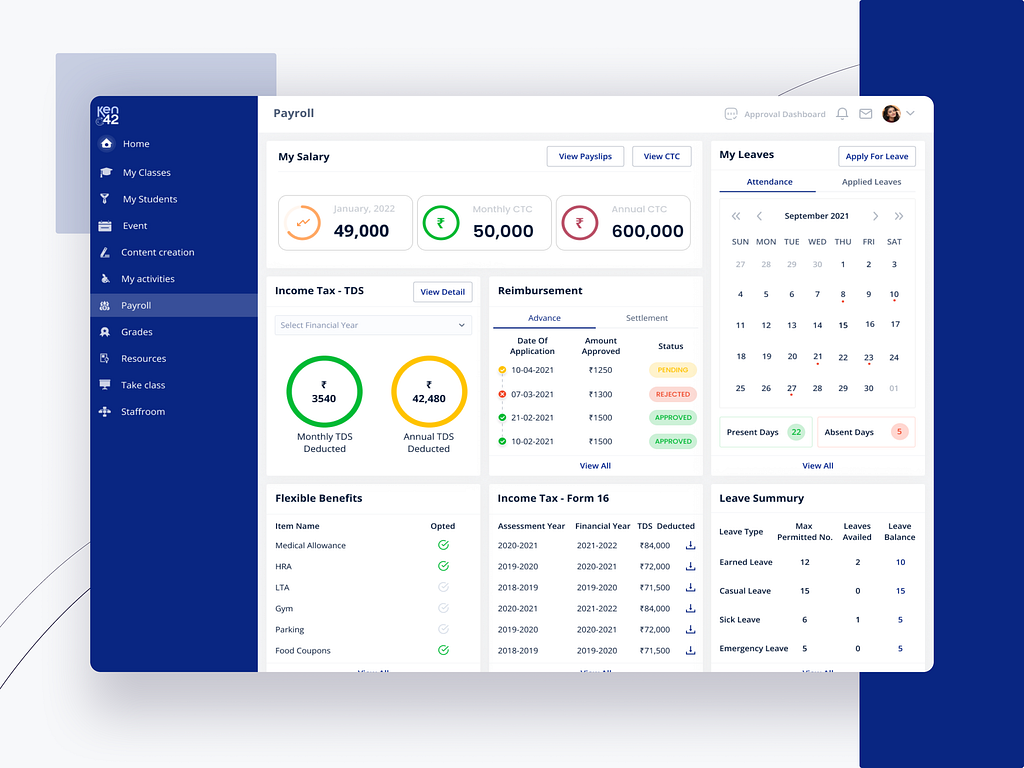 Ken
42
Home
My Classes
My Students
Event
Content creation
My activities
Payroll
Grades
Resources
Take class
Staffroom
Payroll
Approval Dashboard
My Salary
View Payslips
View CTC
January, 2022
49,000
₹
Monthly CTC
50,000
₹
Annual CTC
600,000
Income Tax - TDS
View Detail
Select Financial Year
₹
3540
Monthly TDS
Deducted
₹
42,480
Annual TDS
Deducted
Reimbursement
Advance Settlement
Date Of Application Amount Approved Status
10-04-2021 ₹1250 PENDING
07-03-2021 ₹1300 REJECTED
21-02-2021 ₹1500 APPROVED
10-02-2021 ₹1500 APPROVED
View All
My Leaves
Apply For Leave
Attendance Applied Leaves
September 2021
SUN MON TUE WED THU FRI SAT
27 28 29 30 1 2 3
4 5 6 7 8 9 10
11 12 13 14 15 16 17
18 19 20 21 22 23 24
25 26 27 28 29 30 01
Present Days 22
Absent Days 5
View All
Flexible Benefits
Item Name Opted
Medical Allowance
HRA
LTA
Gym
Parking
Food Coupons
View All
Income Tax - Form 16
Assessment Year Financial Year TDS Deducted
2020-2021 2021-2022 ₹84,000
2019-2019 2020-2021 ₹72,000
2018-2019 2019-2020 ₹71,500
2020-2021 2021-2022 ₹84,000
2019-2019 2020-2021 ₹72,000
2018-2019 2019-2020 ₹71,500
View All
Leave Summury
Leave Type Max Permitted No. Leaves Availed Leave Balance
Earned Leave 12 2 10
Casual Leave 15 0 15
Sick Leave 6 1 5
Emergency Leave 5 0 5
View All